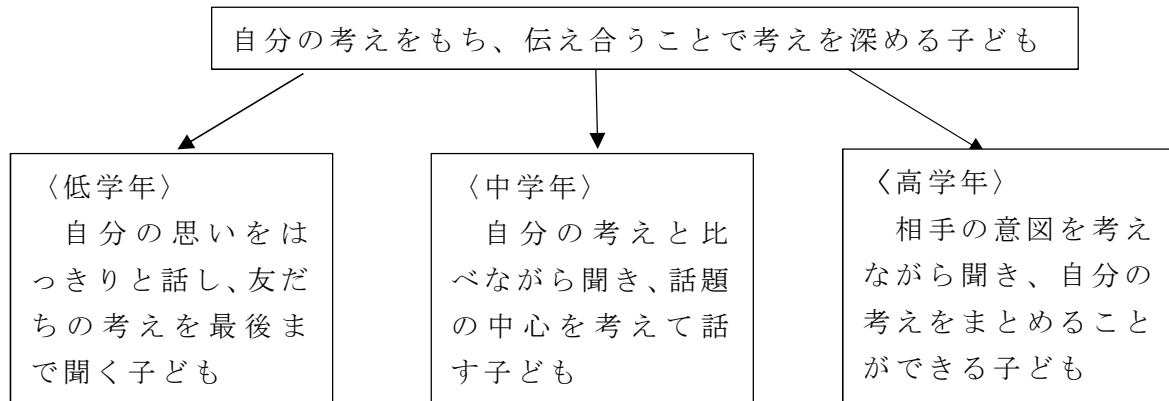 自分の考えをもち、伝え合うことで考えを深める子ども
〈低学年〉
自分の思いをは
っきりと話し、友だ
ちの考えを最後ま
で聞く子ども
〈中学年〉
自分の考えと比
べながら聞き、話題
の中心を考えて話
す子ども
〈高学年〉
相手の意図を考え
ながら聞き、自分の
考えをまとめること
ができる子ども